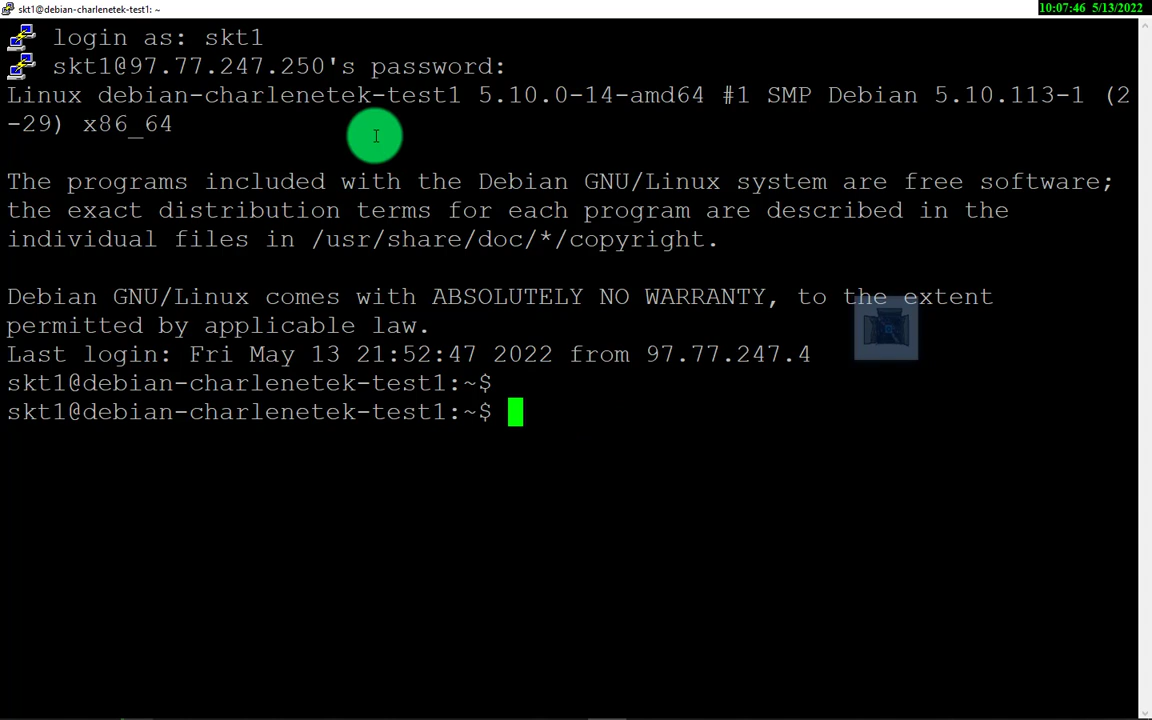 skt1@debian-charlenetek-test1: ~
10:07:46 5/13/2022
login as: skt1
skt1@97.77.247.250's password:
Linux debian-charlenetek-test1 5.10.0-14-amd64 #1 SMP Debian 5.10.113-1 (2
-29) x86_64
The programs included with the Debian GNU/Linux system are free software;
the exact distribution terms for each program are described in the
individual files in /usr/share/doc/*/copyright.
Debian GNU/Linux comes with ABSOLUTELY NO WARRANTY, to the extent
permitted by applicable law.
Last login: Fri May 13 21:52:47 2022 from 97.77.247.4
skt1@debian-charlenetek-test1:~$
skt1@debian-charlenetek-test1:~$